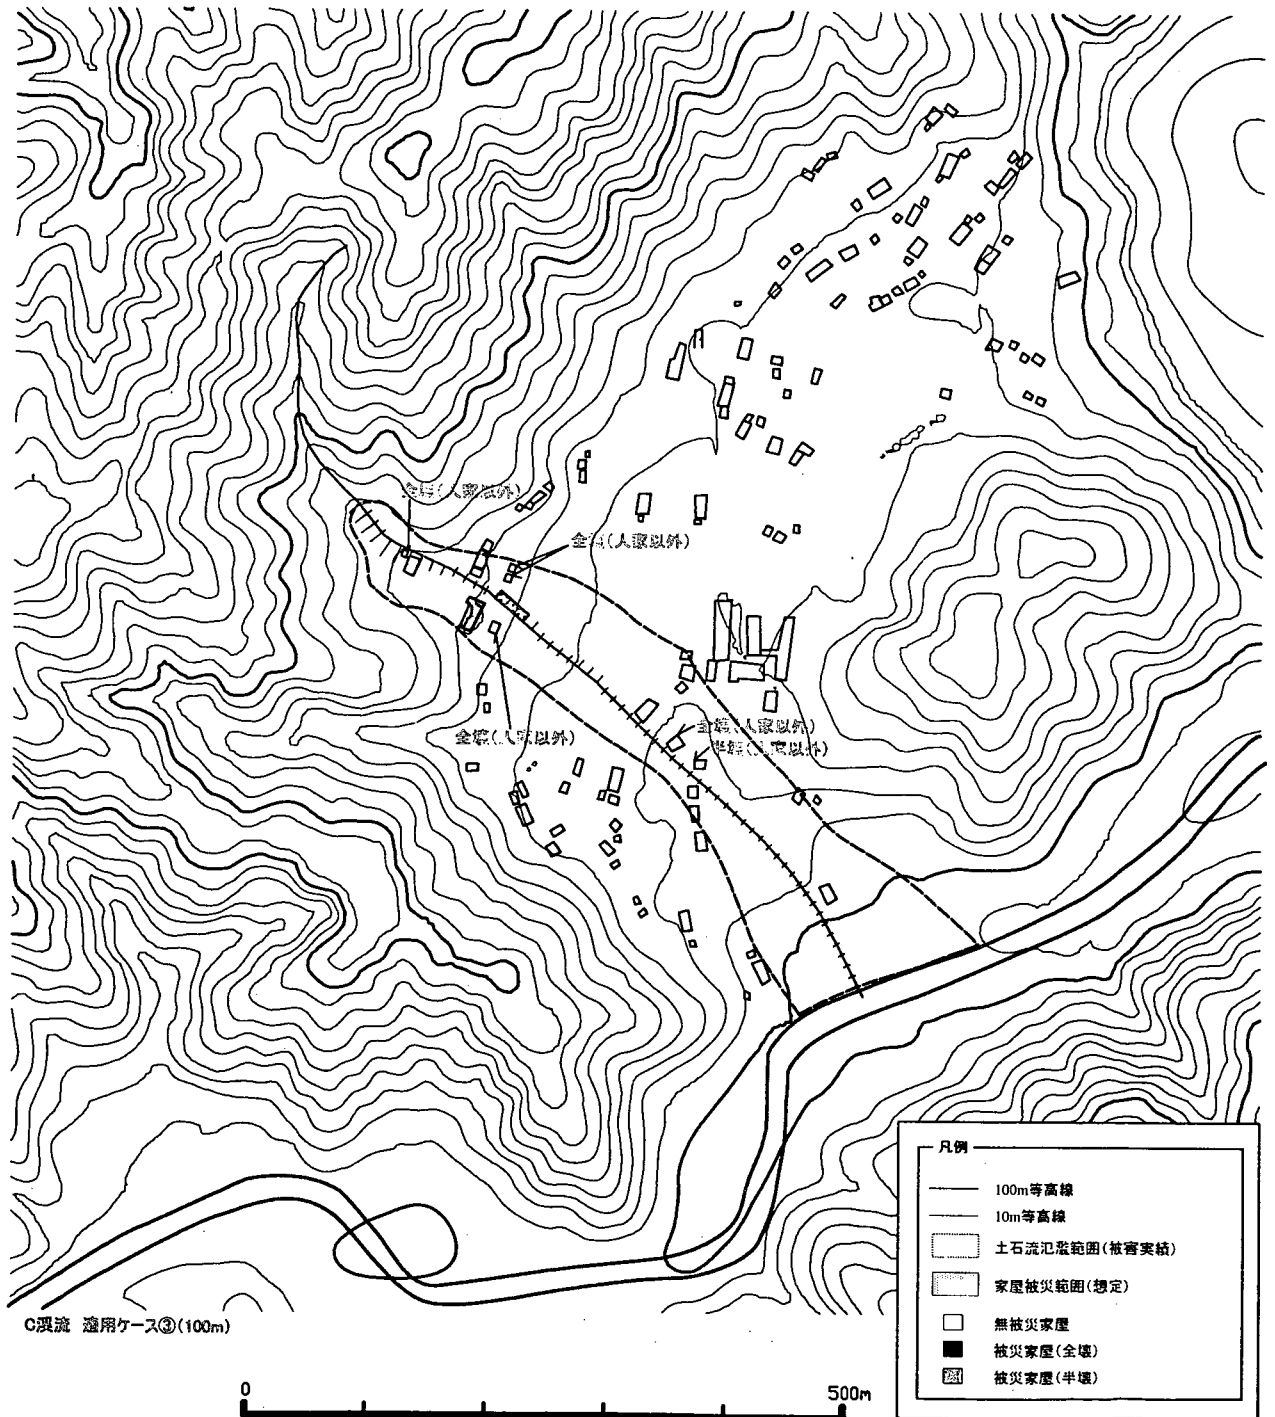 全壊(人家以外)
全壊(人家以外)
全壊(人家以外)
全壊(人家以外)
半壊(人家以外)
凡例
100m等高線
10m等高線
土石流氾濫範囲(被害実績)
家屋被災範囲(想定)
無被災家屋
被災家屋(全壊)
被災家屋(半壊)
C渓流 適用ケース③(100m)
0
500m